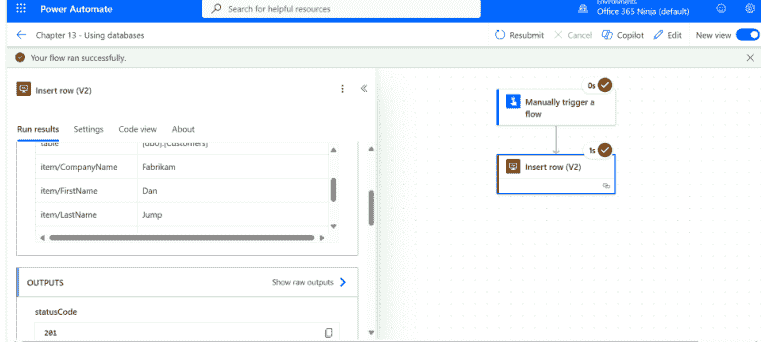 Power Automate
Search for helpful resources
Environments
Office 365 Ninja (default)
Chapter 13 - Using databases
Resubmit
Cancel
Copilot
Edit
New view
Your flow ran successfully.
Insert row (V2)
Run results
Settings
Code view
About
table
[dbo].[Customers]
item/CompanyName
Fabrikam
item/FirstName
Dan
item/LastName
Jump
OUTPUTS
Show raw outputs
statusCode
201
0s
Manually trigger a
flow
1s
Insert row (V2)